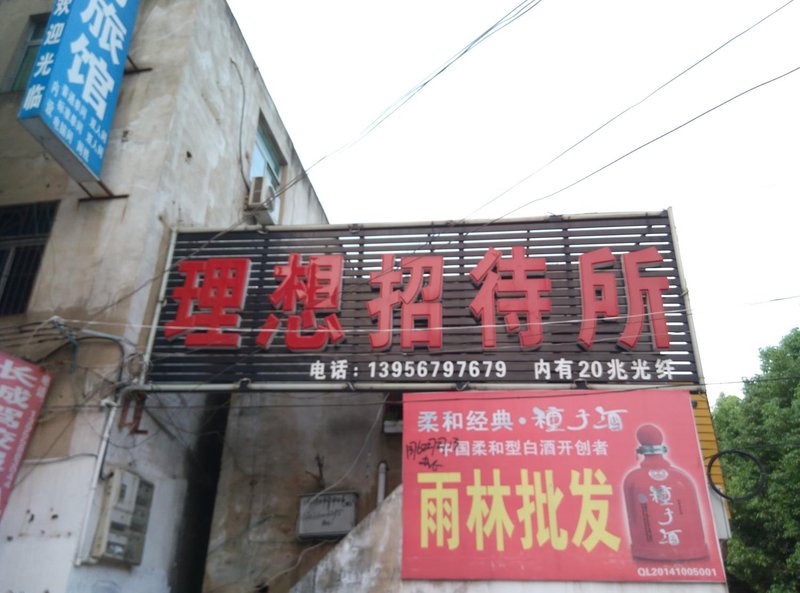 旅馆
欢迎光临
理想招待所
电话：13956797679 内有20兆光纤
柔和经典·種子酒
中国柔和型白酒开创者
雨林批发
種子酒
QL20141005001